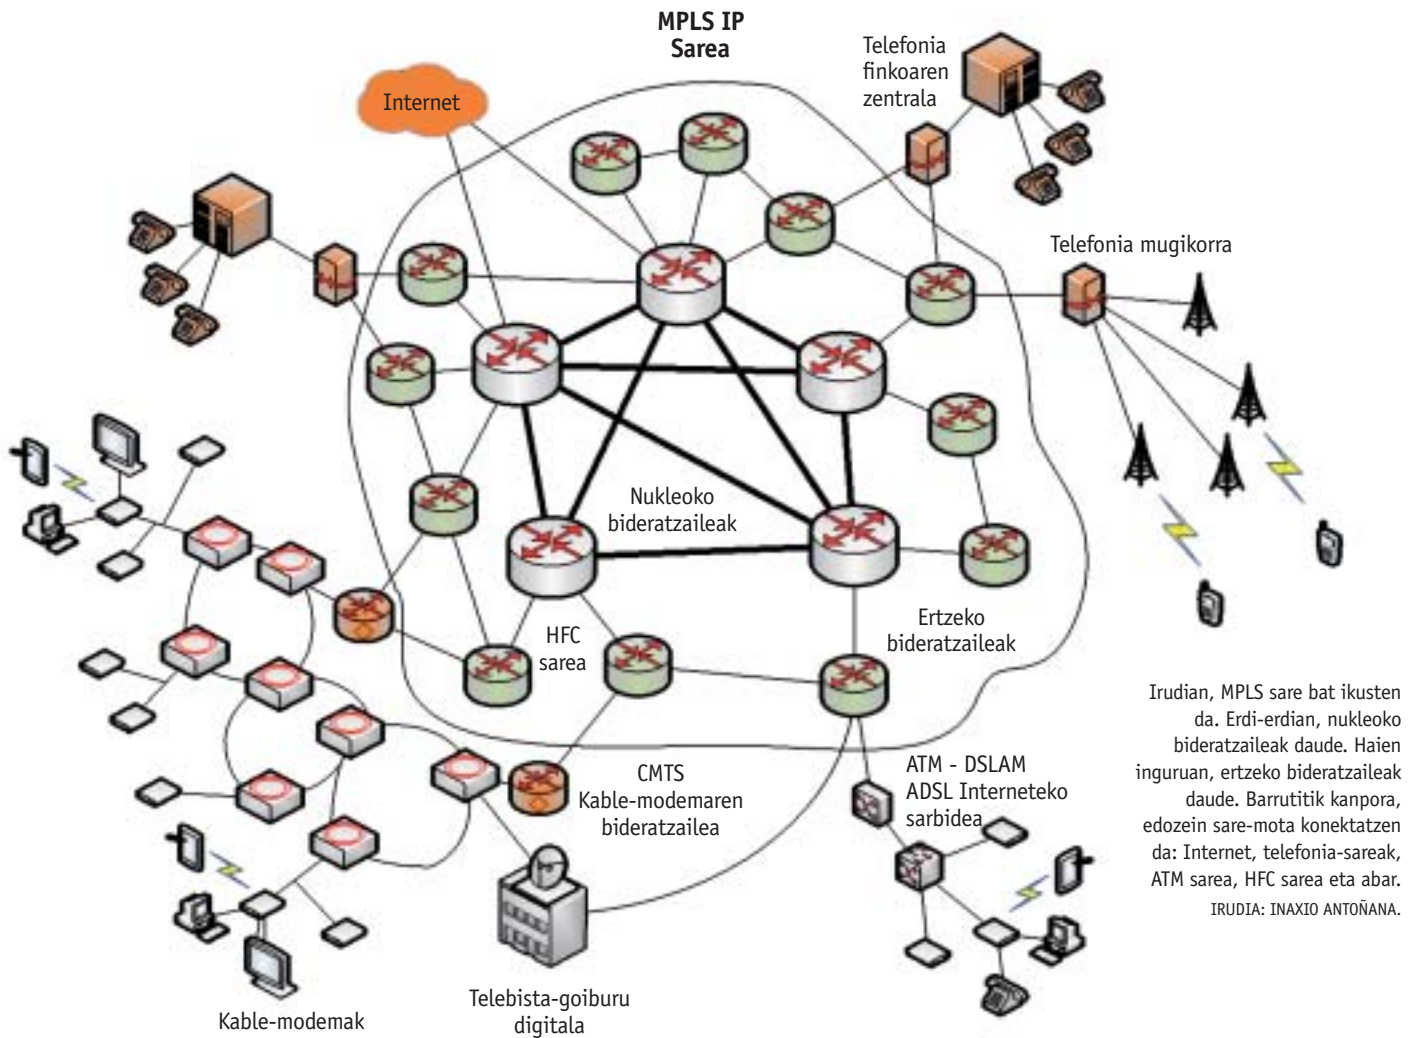 MPLS IP
Sarea
Telefonia
finkoaren
zentrala
Internet
Telefonia mugikorra
Nukleoko
bideratzaileak
HFC
sarea
Ertzeko
bideratzaileak
CMTS
Kable-modemaren
bideratzailea
ATM - DSLAM
ADSL Interneteko
sarbidea
Telebista-goiburu
digitala
Kable-modemak
Irudian, MPLS sare bat ikusten
da. Erdi-erdian, nukleoko
bideratzaileak daude. Haien
inguruan, ertzeko bideratzaileak
daude. Barrutitik kanpora,
edozein sare-mota konektatzen
da: Internet, telefonia-sareak,
ATM sarea, HFC sarea eta abar.
IRUDIA: INAXIO ANTOÑANA.